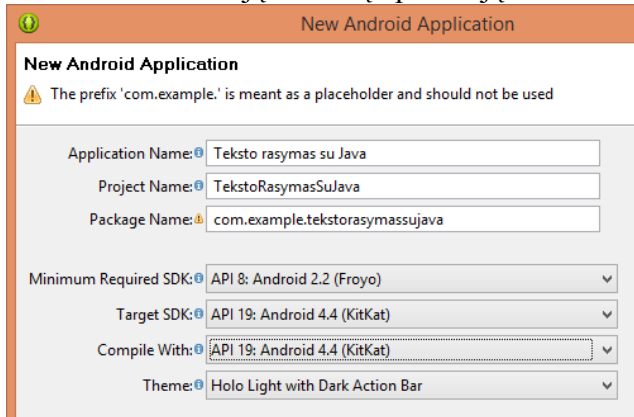 New Android Application
New Android Application
The prefix 'com.example.' is meant as a placeholder and should not be used
Application Name: Teksto rasymas su Java
Project Name: TekstoRasymasSuJava
Package Name: com.example.tekstorasymassujava
Minimum Required SDK: API 8: Android 2.2 (Froyo)
Target SDK: API 19: Android 4.4 (KitKat)
Compile With: API 19: Android 4.4 (KitKat)
Theme: Holo Light with Dark Action Bar